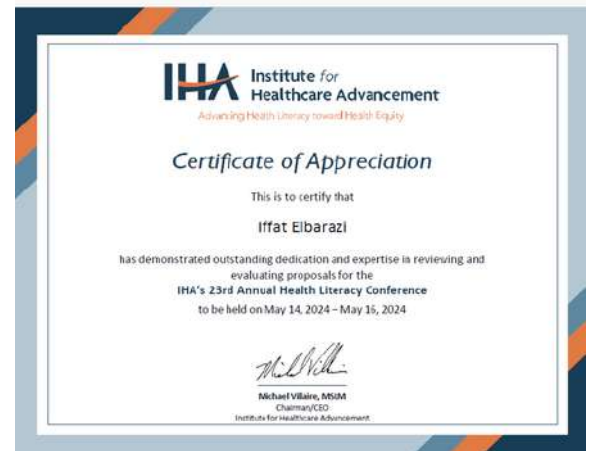 IHA Institute for
Healthcare Advancement
Advancing Health Literacy toward Health Equity
Certificate of Appreciation
This is to certify that
Iffat Elbarazi
has demonstrated outstanding dedication and expertise in reviewing and
evaluating proposals for the
IHA's 23rd Annual Health Literacy Conference
to be held on May 14, 2024 – May 16, 2024
Michael Villaire, MSLM
Chairman/CEO
Institute for Healthcare Advancement